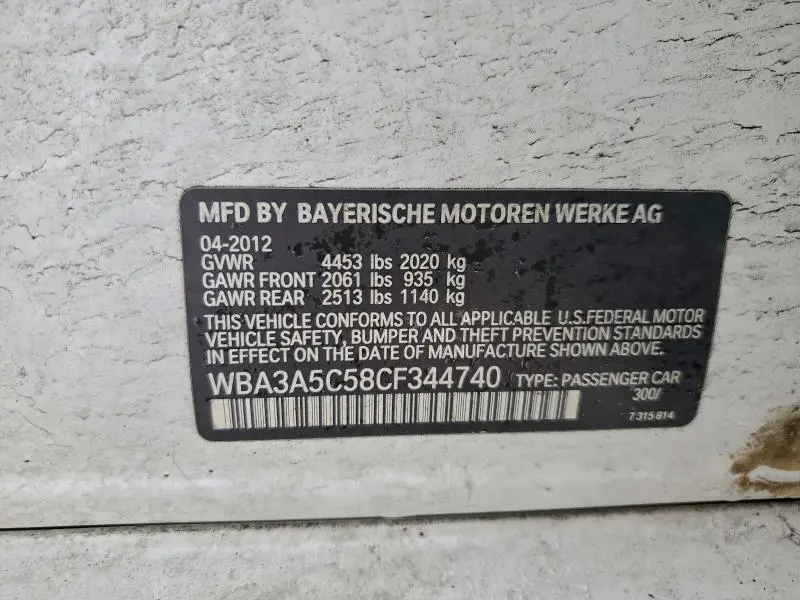 MFD BY BAYERISCHE MOTOREN WERKE AG
04-2012
GVWR 4453 lbs 2020 kg
GAWR FRONT 2061 lbs 935 kg
GAWR REAR 2513 lbs 1140 kg
THIS VEHICLE CONFORMS TO ALL APPLICABLE U.S.FEDERAL MOTOR
VEHICLE SAFETY, BUMPER AND THEFT PREVENTION STANDARDS
IN EFFECT ON THE DATE OF MANUFACTURE SHOWN ABOVE.
WBA3A5C58CF344740 TYPE: PASSENGER CAR
300/
7 315 814